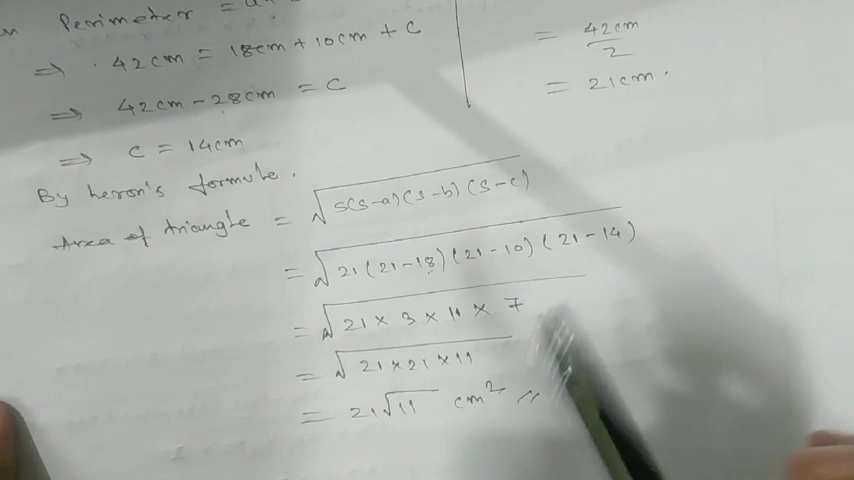 Perimeter =
⇒ 42cm = 18cm + 10cm + C
⇒ 42cm - 28cm = C
⇒ C = 14cm
= 42cm/2
= 21cm.
By heron's formule.
Area of triangle = √S(S-a)(S-b)(S-c)
= √21(21-18)(21-10)(21-14)
= √21 × 3 × 11 × 7
= √21 × 21 × 11
= 21√11 cm² //